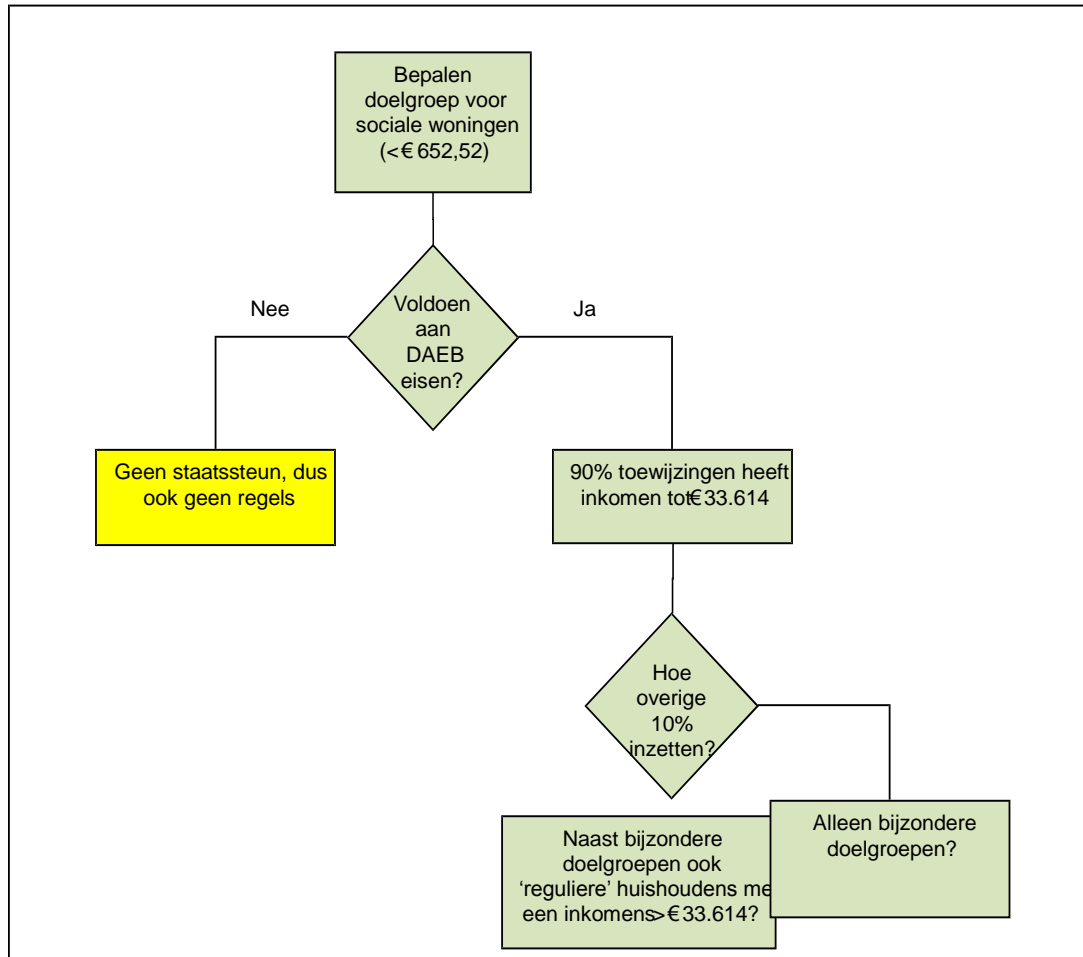 Bepalen
doelgroep voor
sociale woningen
(<€ 652,52)
Nee
Voldoen
aan
DAEB
eisen?
Ja
Geen staatssteun, dus
ook geen regels
90% toewijzingen heeft
inkomen tot€ 33.614
Hoe
overige
10%
inzetten?
Naast bijzondere
doelgroepen ook
‘reguliere’ huishoudens me
een inkomens>€ 33.614?
Alleen bijzondere
doelgroepen?